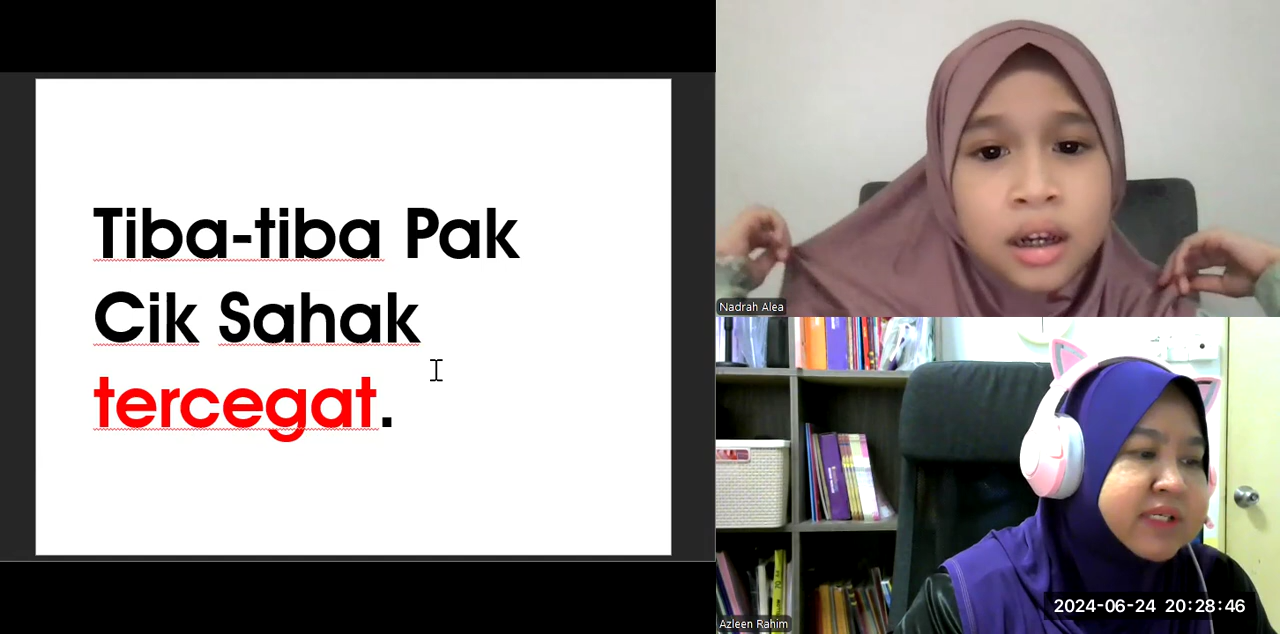 Tiba-tiba Pak
Cik Sahak
tercegat.
Nadrah Alea
Azleen Rahim
2024-06-24 20:28:46